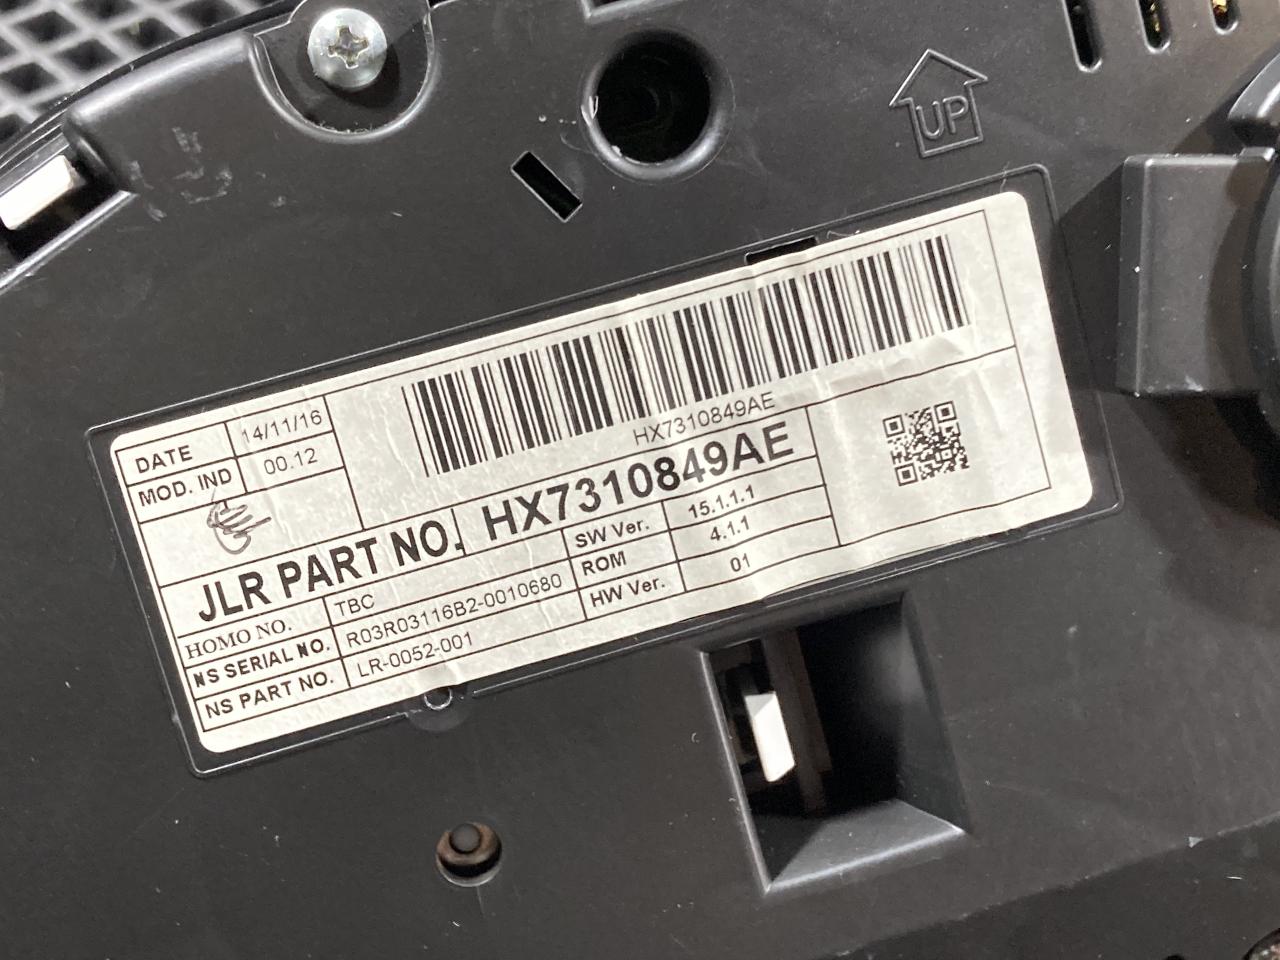 UP
HX7310849AE
DATE 14/11/16
MOD. IND 00.12
JLR PART NO. HX7310849AE
HOMO NO. TBC
NS SERIAL NO. R03R03116B2-0010680
NS PART NO. LR-0052-001
SW Ver. 15.1.1.1
ROM 4.1.1
HW Ver. 01